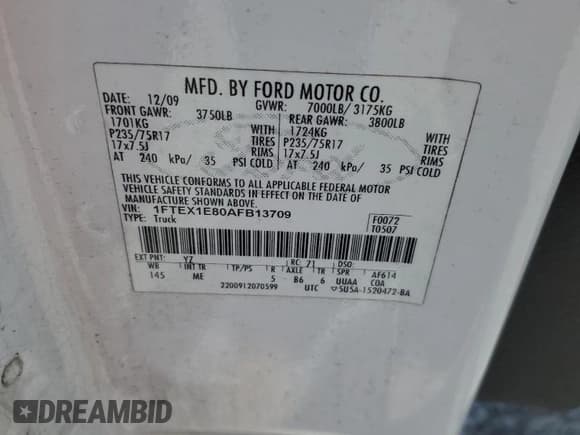 MFD. BY FORD MOTOR CO.
DATE: 12/09 GVWR: 7000LB/ 3175KG
FRONT GAWR: 3750LB REAR GAWR: 3800LB
1701KG WITH 1724KG WITH
P235/75R17 TIRES P235/75R17 TIRES
17x7.5J RIMS 17x7.5J RIMS
AT 240 kPa/ 35 PSI COLD AT 240 kPa/ 35 PSI COLD
THIS VEHICLE CONFORMS TO ALL APPLICABLE FEDERAL MOTOR
VEHICLE SAFETY STANDARDS IN EFFECT ON THE DATE OF
MANUFACTURE SHOWN ABOVE.
VIN: 1FTEX1E80AFB13709 F0072
TYPE: Truck T0507
EXT PNT: YZ RC: 71 DSO:
WB INT TR TP/PS R AXLE TR SPR AF614
145 ME 5 B6 6 UUAA COA
2200912070599 UTC 5U5A-1520472-BA
DREAMBID